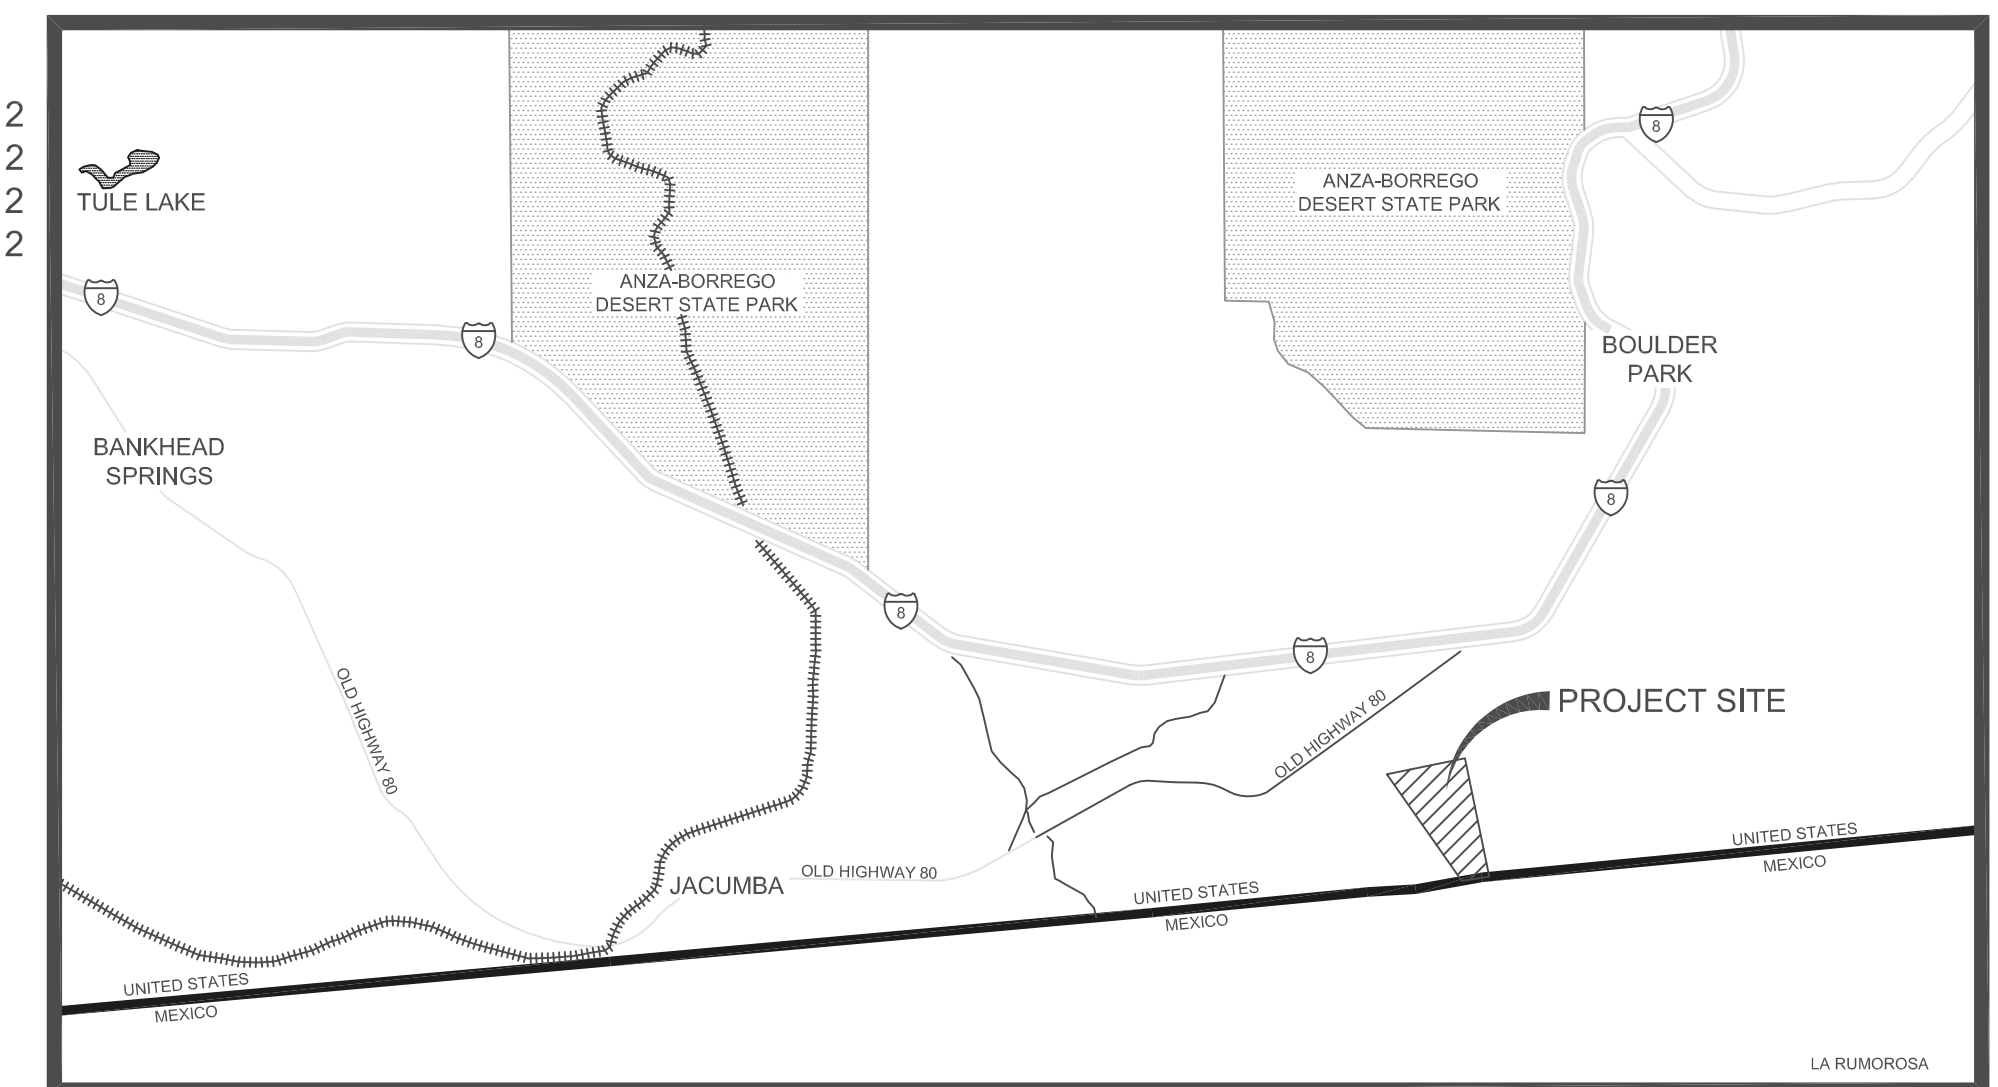 2
2
2
2
TULE LAKE
8
8
ANZA-BORREGO
DESERT STATE PARK
ANZA-BORREGO
DESERT STATE PARK
8
BOULDER
PARK
BANKHEAD
SPRINGS
8
8
8
OLD HIGHWAY 80
OLD HIGHWAY 80
PROJECT SITE
JACUMBA
OLD HIGHWAY 80
UNITED STATES
MEXICO
UNITED STATES
MEXICO
UNITED STATES
MEXICO
LA RUMOROSA